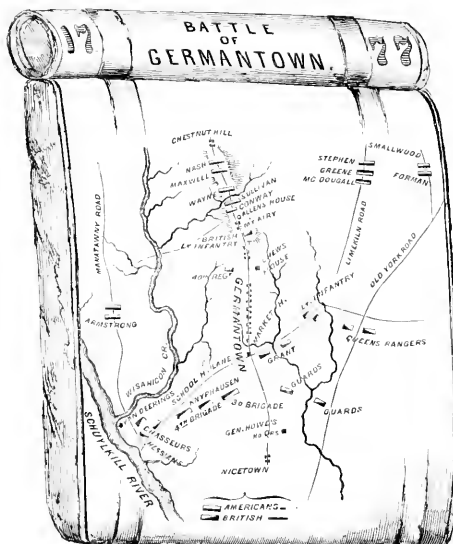 17 BATTLE 77
OF
GERMANTOWN.
CHESTNUT HILL
SMALLWOOD
STEPHEN
GREENE
MC DOUGALL
FORMAN
NASH
MAXWELL
WAYNE
SULLIVAN
CONWAY
ALLENS HOUSE
MT AIRY
BRITISH
LT INFANTRY
MANATAWNY ROAD
LIMEKILN ROAD
OLD YORK ROAD
CHEWS
HOUSE
40TH REG
GERMANTOWN
MARKET H.
LT INFANTRY
QUEENS RANGERS
ARMSTRONG
WISAHICON CR.
SCHOOL H. LANE
GRANT
KNYPHAUSEN
4TH BRIGADE
3D BRIGADE
GUARDS
GUARDS
CHASSEURS
HESSIENS
GEN. HOWE'S
HD QRS
SCHUYLKILL RIVER
NICETOWN
AMERICANS
BRITISH